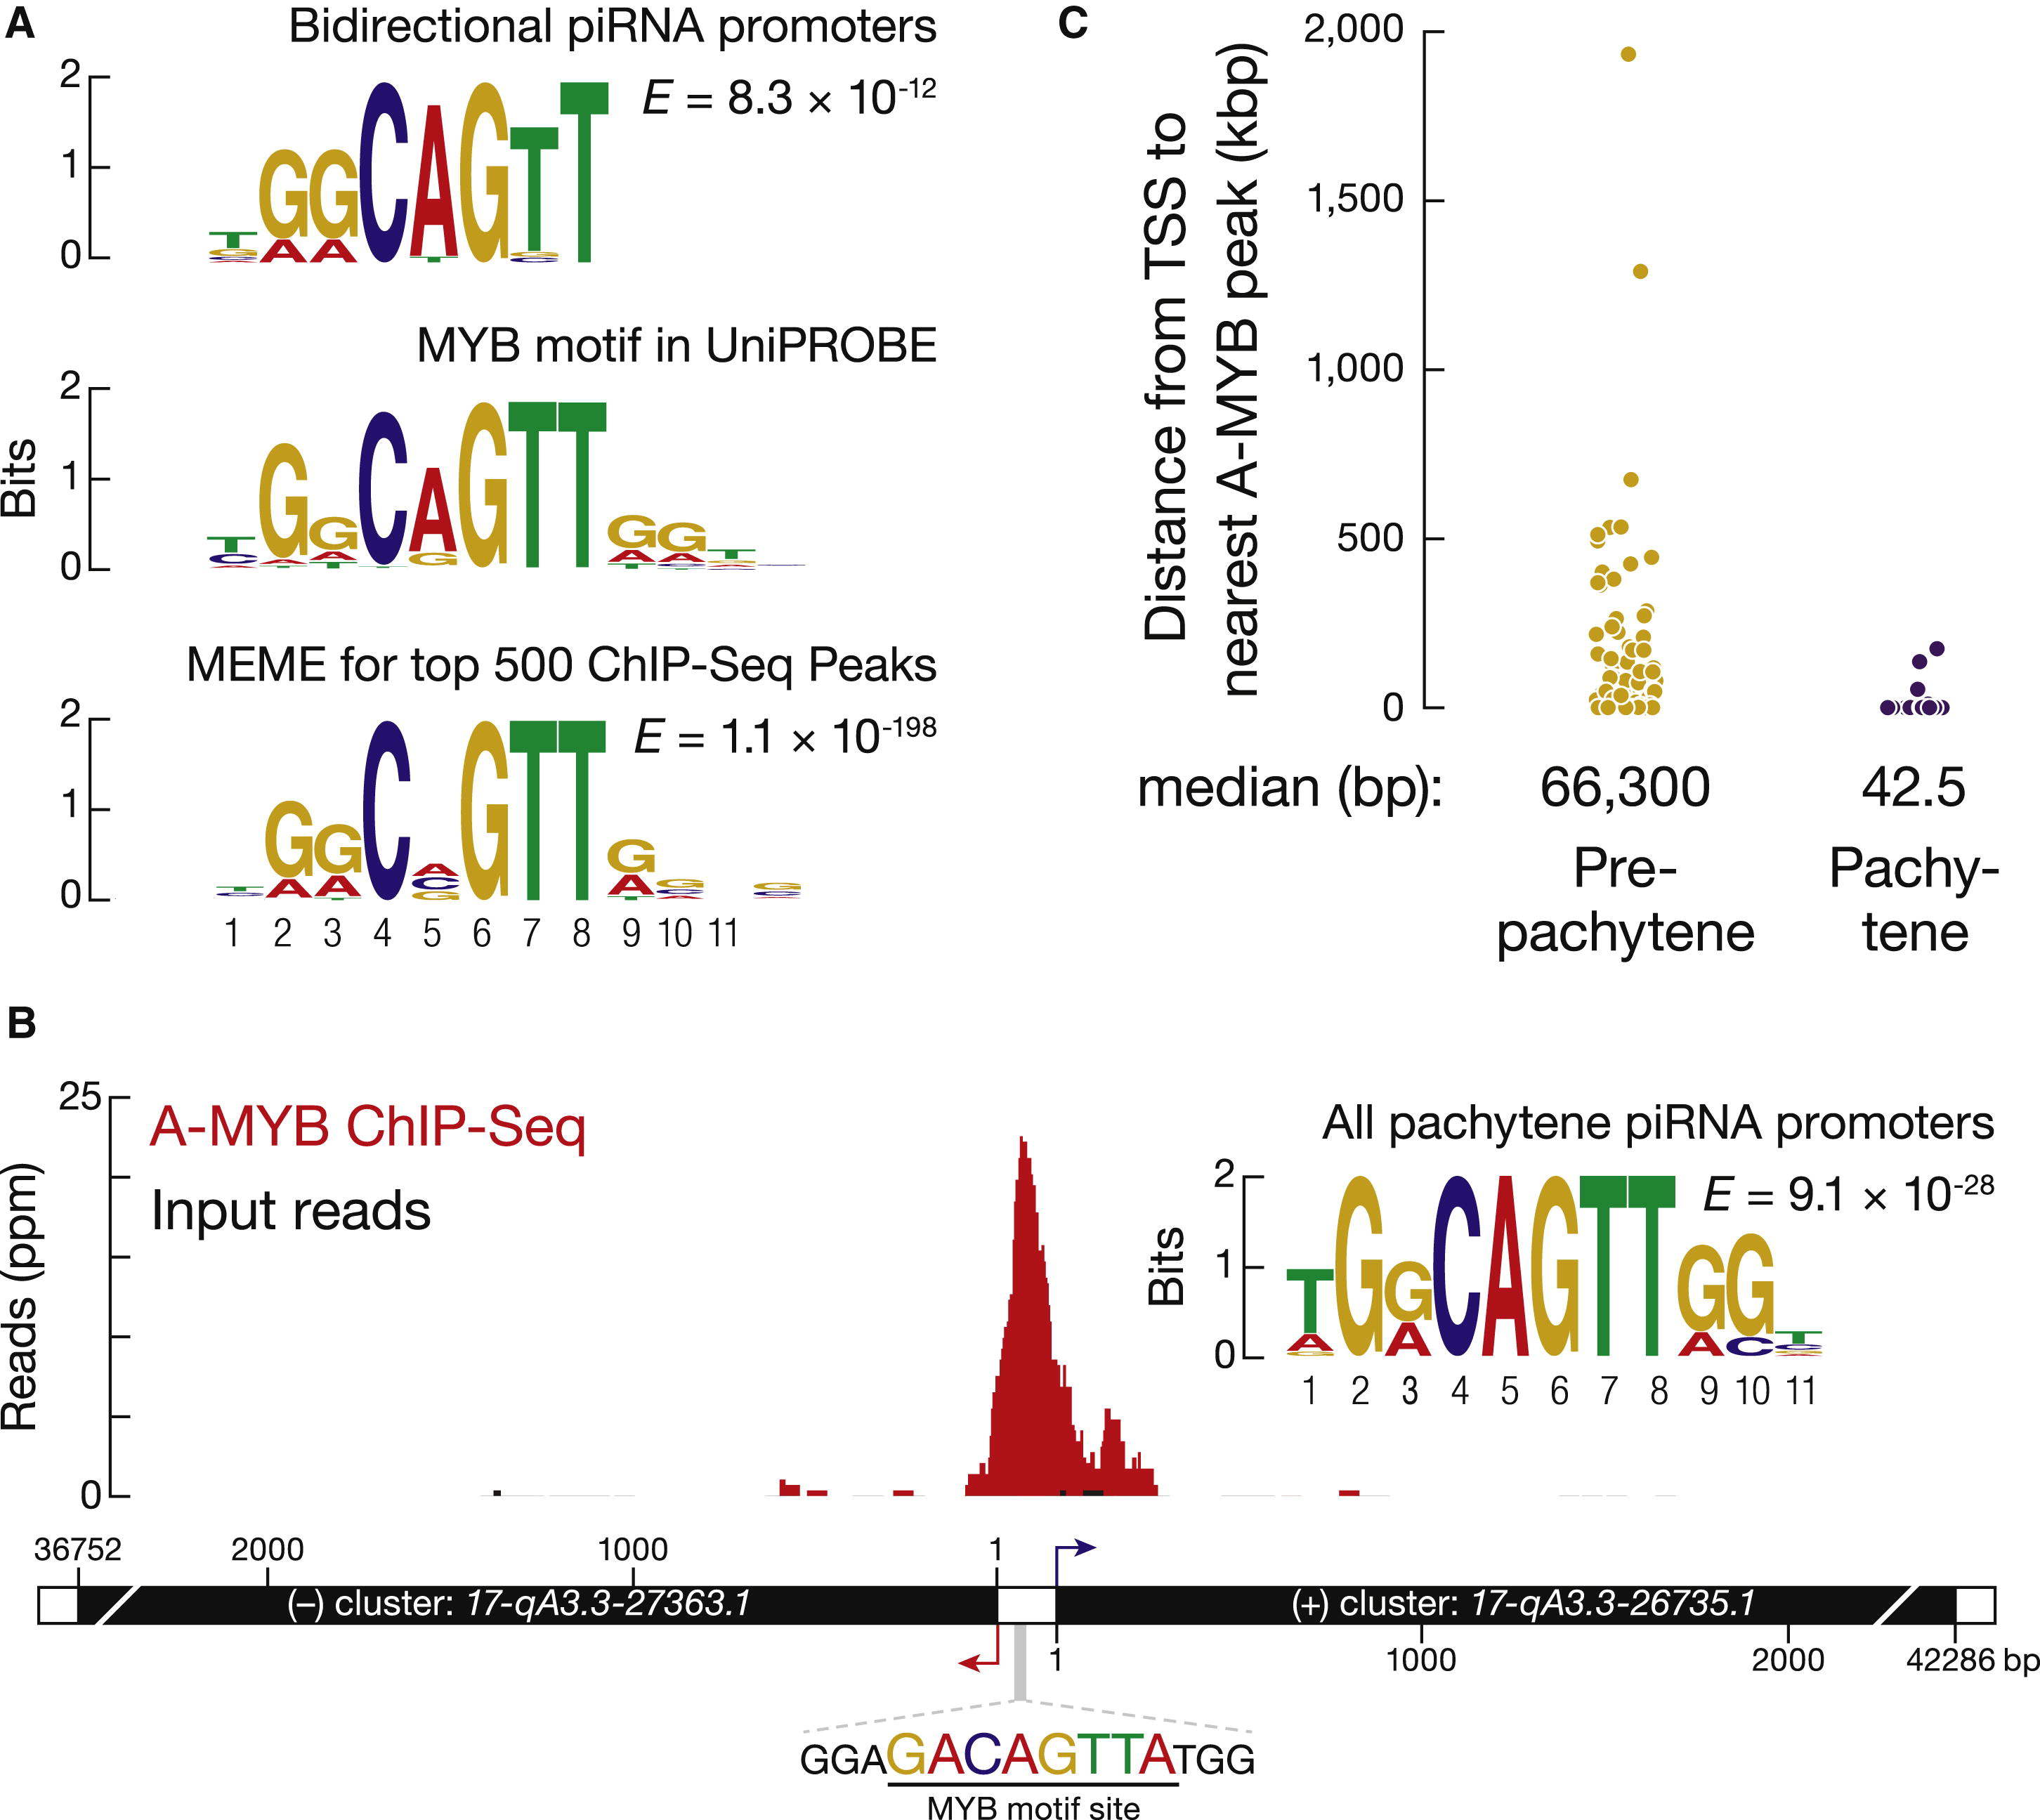 A
Bidirectional piRNA promoters
2
1
0
GGCAGTT
E = 8.3 × 10-12
MYB motif in UniPROBE
Bits
2
1
0
TGGCAGTTGGT
MEME for top 500 ChIP-Seq Peaks
2
1
0
GGCAGTTG
E = 1.1 × 10-198
1 2 3 4 5 6 7 8 9 10 11
C
Distance from TSS to
nearest A-MYB peak (kbp)
2,000
1,500
1,000
500
0
median (bp): 66,300 42.5
Pre-
pachytene
Pachy-
tene
B
Reads (ppm)
25
0
A-MYB ChIP-Seq
Input reads
All pachytene piRNA promoters
Bits
2
1
0
TGGCAGTTGGT
E = 9.1 × 10-28
1 2 3 4 5 6 7 8 9 10 11
36752 2000 1000 1
(–) cluster: 17-qA3.3-27363.1
(+) cluster: 17-qA3.3-26735.1
1 1000 2000 42286 bp
GGAGACAGTTATGG
MYB motif site